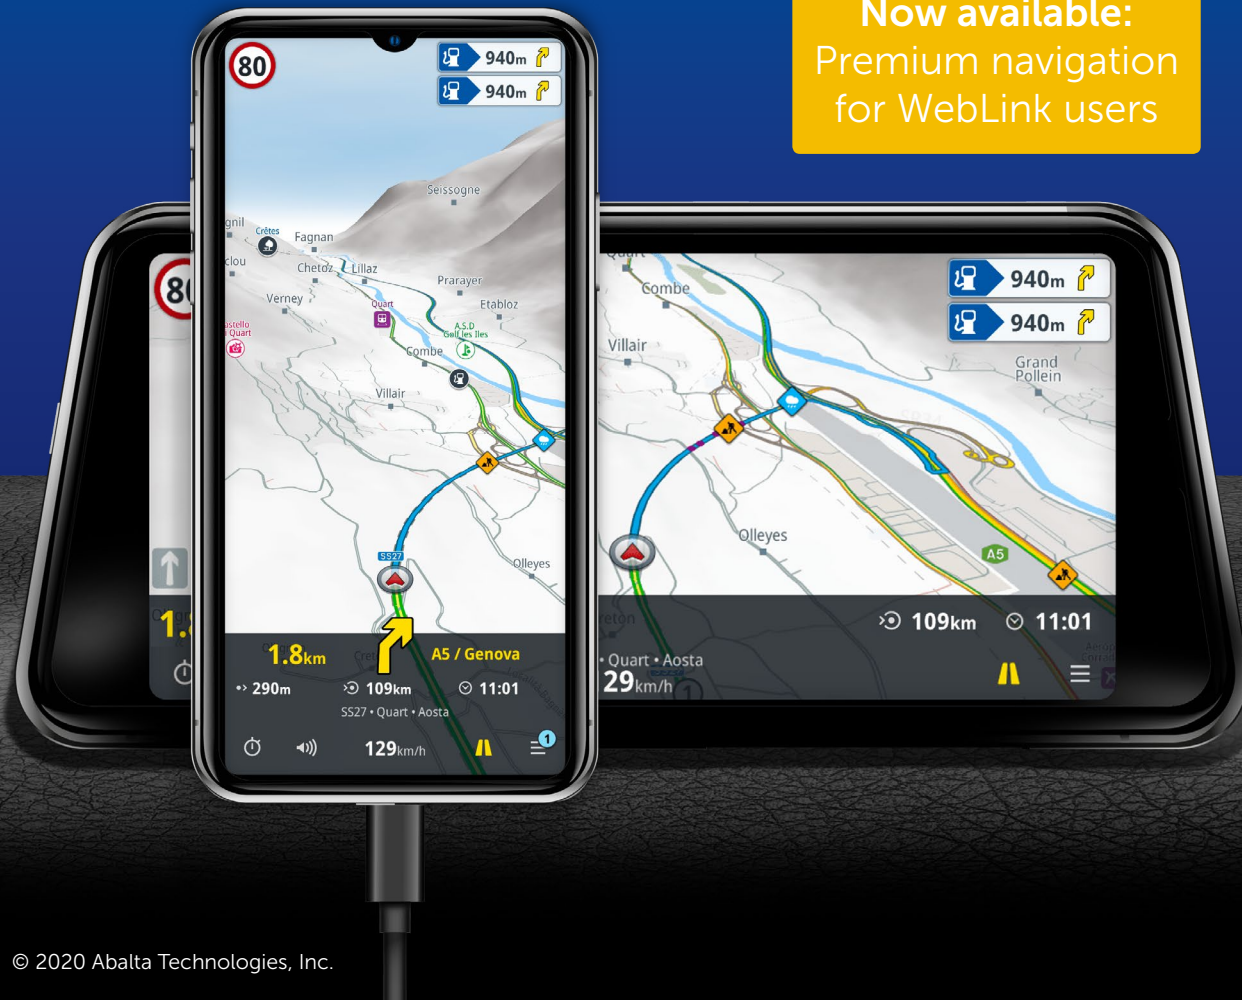 Now available:
Premium navigation
for WebLink users
80
940m
940m
Seissogne
Crêtes
Fagnan
Chetoz
Lillaz
Verney
Prarayer
Etabloz
Quart
A.S.D
Golf les Iles
Combe
Villair
Olleyes
SS27
1.8km
A5 / Genova
290m
109km
11:01
SS27 • Quart • Aosta
129km/h
1
Combe
940m
940m
Villair
Grand
Pollein
Olleyes
A5
109km
11:01
• Quart • Aosta
29km/h
© 2020 Abalta Technologies, Inc.